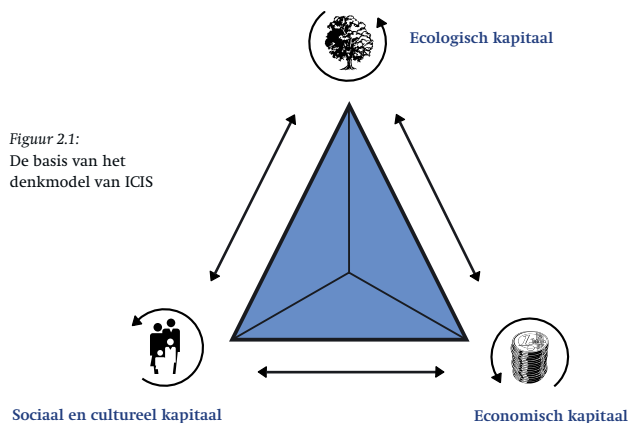 Ecologisch kapitaal
Figuur 2.1:
De basis van het
denkmodel van ICIS
Sociaal en cultureel kapitaal
Economisch kapitaal